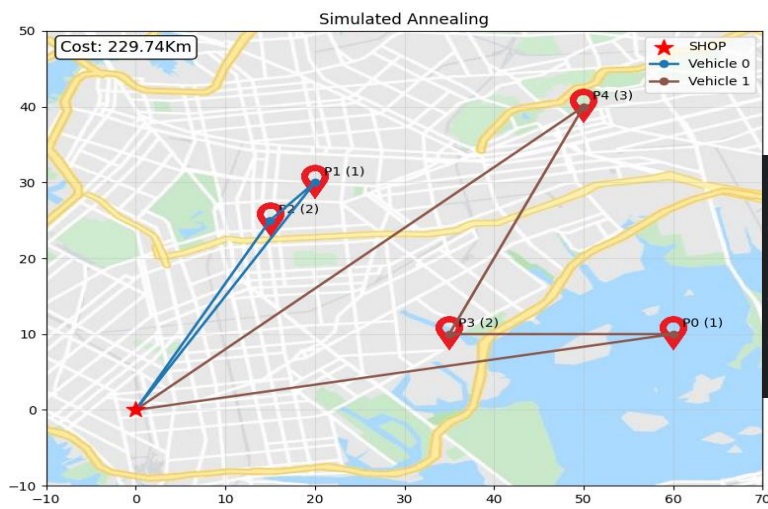 Simulated Annealing
Cost: 229.74Km
SHOP
Vehicle 0
Vehicle 1
P4 (3)
P1 (1)
P2 (2)
P3 (2)
P0 (1)
50
40
30
20
10
0
−10
−10
0
10
20
30
40
50
60
70